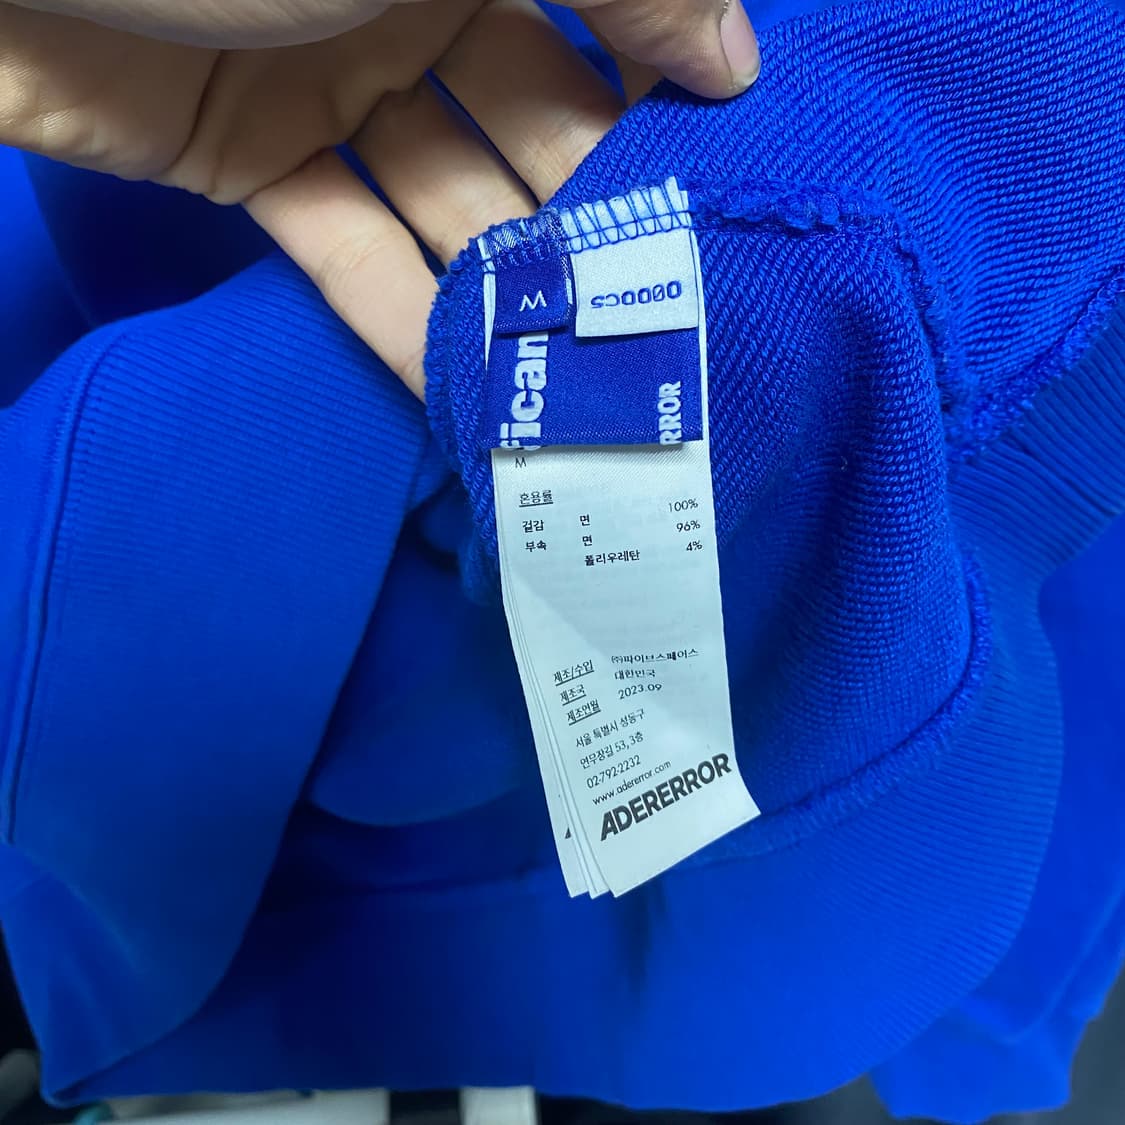 M
000DCS
ican
RROR
M
혼용률
겉감 면 100%
부속 면 96%
폴리우레탄 4%
제조/수입 ㈜파이브스페이스
제조국 대한민국
제조연월 2023.09
서울 특별시 성동구
연무장길 53, 3층
02-792-2232
www.adererror.com
ADERERROR